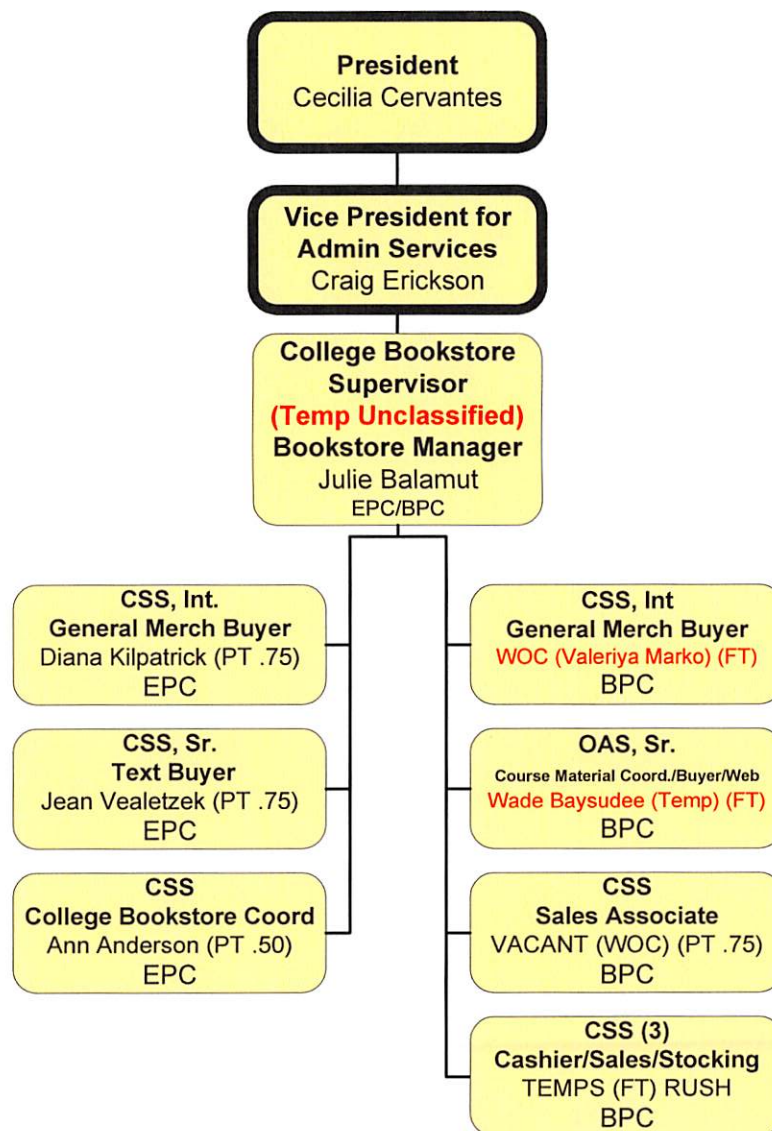 President
Cecilia Cervantes
Vice President for
Admin Services
Craig Erickson
College Bookstore
Supervisor
(Temp Unclassified)
Bookstore Manager
Julie Balamut
EPC/BPC
CSS, Int.
General Merch Buyer
Diana Kilpatrick (PT .75)
EPC
CSS, Sr.
Text Buyer
Jean Vealetzek (PT .75)
EPC
CSS
College Bookstore Coord
Ann Anderson (PT .50)
EPC
CSS, Int
General Merch Buyer
WOC (Valeriya Marko) (FT)
BPC
OAS, Sr.
Course Material Coord./Buyer/Web
Wade Baysudee (Temp) (FT)
BPC
CSS
Sales Associate
VACANT (WOC) (PT .75)
BPC
CSS (3)
Cashier/Sales/Stocking
TEMPS (FT) RUSH
BPC